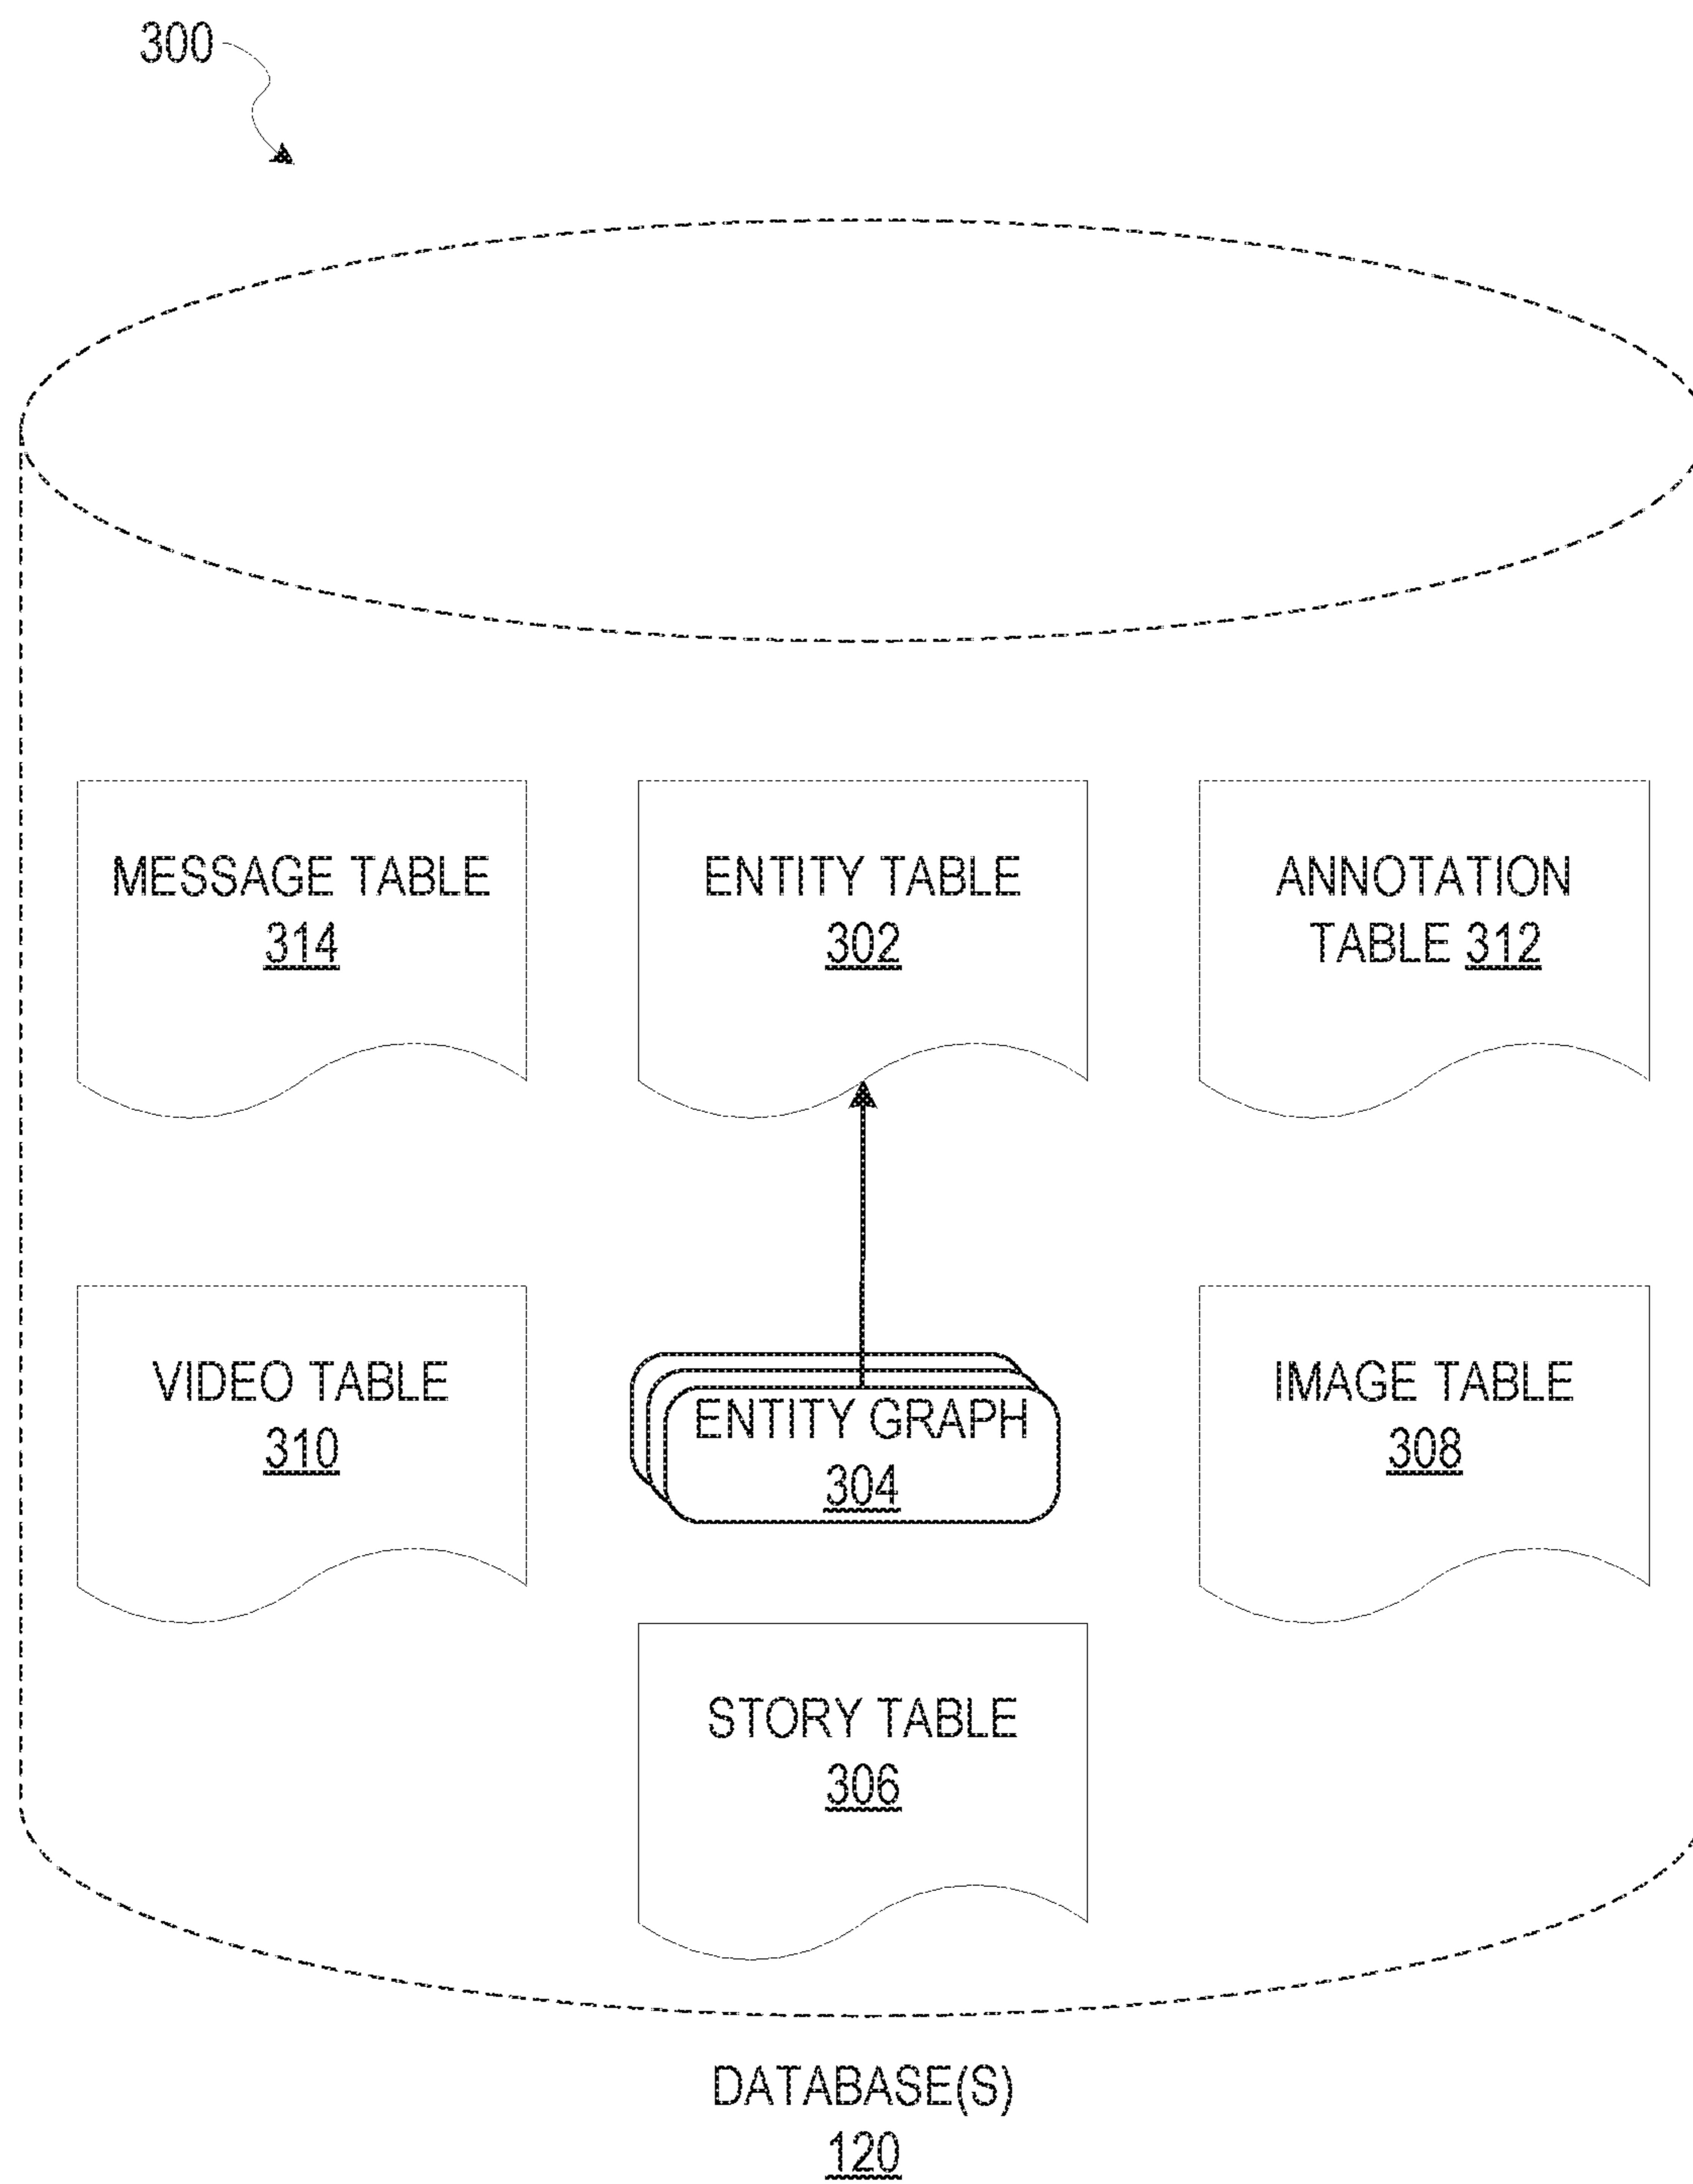 300
MESSAGE TABLE
314
ENTITY TABLE
302
ANNOTATION
TABLE 312
VIDEO TABLE
310
ENTITY GRAPH
304
IMAGE TABLE
308
STORY TABLE
306
DATABASE(S)
120